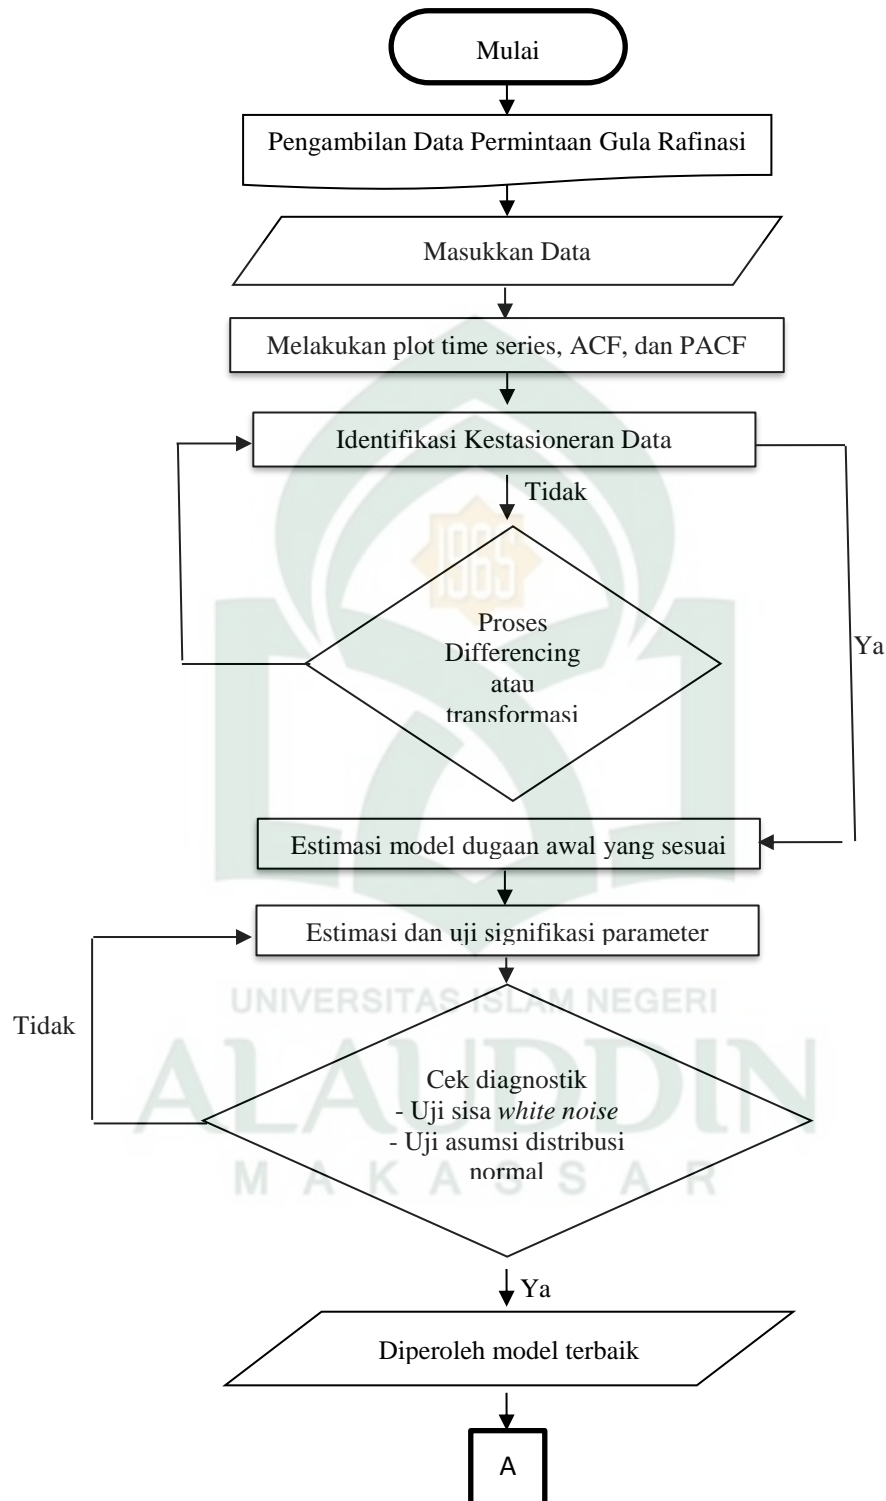 Mulai
Pengambilan Data Permintaan Gula Rafinasi
Masukkan Data
Melakukan plot time series, ACF, dan PACF
Identifikasi Kestasioneran Data
Tidak
1965
Proses
Differencing
atau
transformasi
Ya
Estimasi model dugaan awal yang sesuai
Estimasi dan uji signifikasi parameter
UNIVERSITAS ISLAM NEGERI
Tidak
ALAUDDIN
Cek diagnostik
- Uji sisa white noise
- Uji asumsi distribusi
normal
MAKASSAR
Ya
Diperoleh model terbaik
A